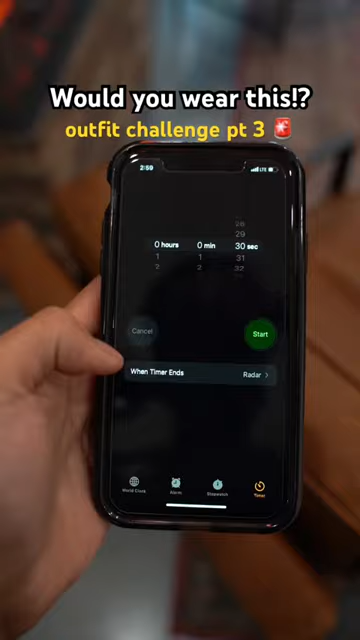 Would you wear this!?
outfit challenge pt 3 🚨
2:59
LTE
28
29
0 hours 0 min 30 sec
1 1 31
2 2 32
Cancel
Start
When Timer Ends Radar >
World Clock Alarm Stopwatch Timer